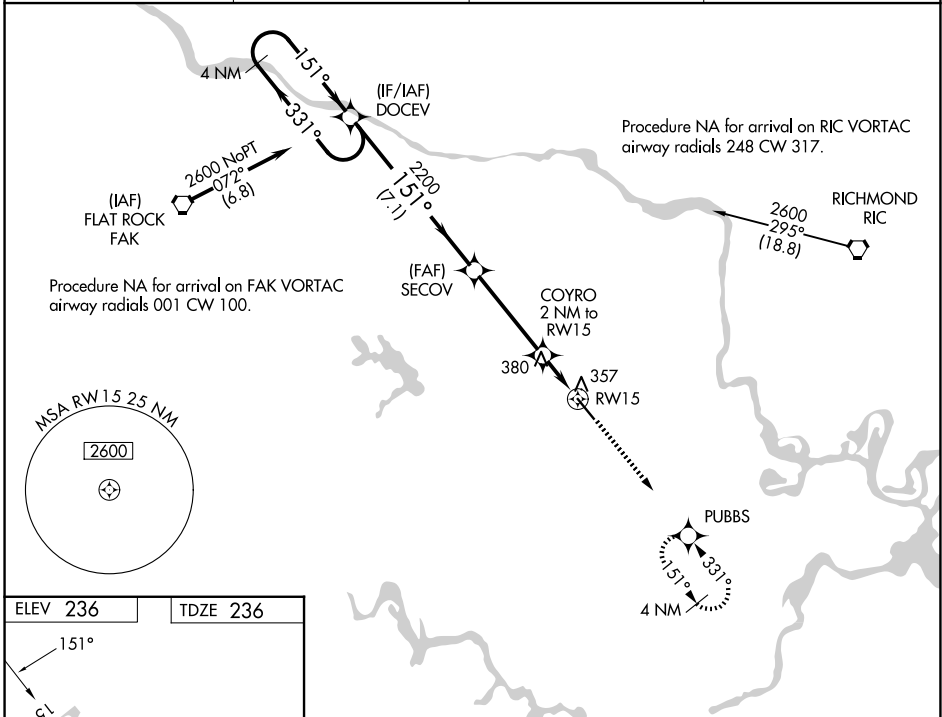 151°
4 NM
331°
(IF/IAF)
DOCEV
2600 NoPT
072°
(6.8)
(IAF)
FLAT ROCK
FAK
2200
151°
(7.1)
Procedure NA for arrival on RIC VORTAC
airway radials 248 CW 317.
RICHMOND
RIC
2600
295°
(18.8)
Procedure NA for arrival on FAK VORTAC
airway radials 001 CW 100.
(FAF)
SECOV
COYRO
2 NM to
RW15
380
357
RW15
MSA RW15 25 NM
2600
PUBBS
151°
331°
4 NM
ELEV 236
TDZE 236
151°
15